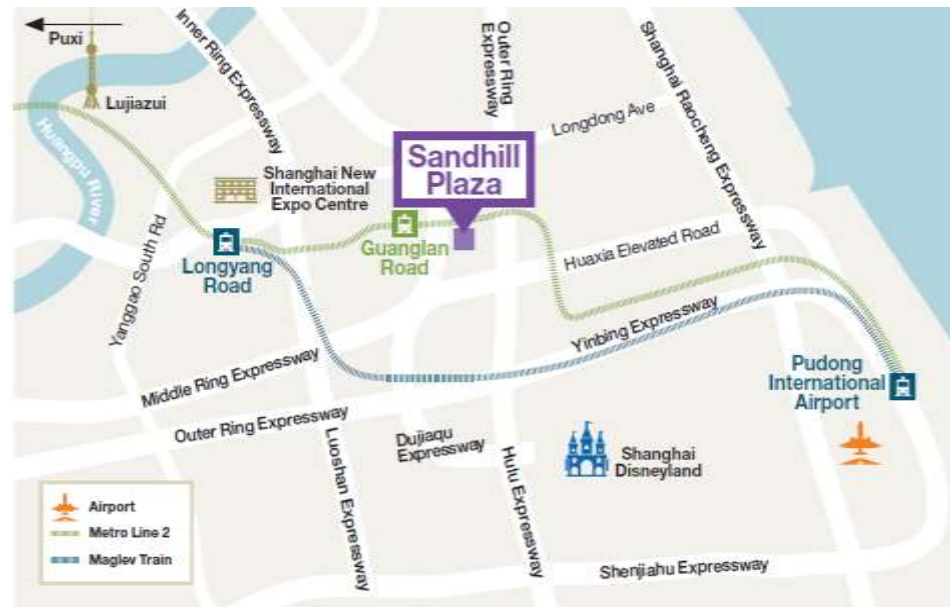 Puxi
Lujiazui
Huangpu River
Inner Ring Expressway
Outer Ring
Expressway
Shanghai Raocheng Expressway
Longdong Ave
Sandhill
Plaza
Shanghai New
International
Expo Centre
Guanglan
Road
Longyang
Road
Yanggao South Rd
Huaxia Elevated Road
Yinbing Expressway
Middle Ring Expressway
Outer Ring Expressway
Pudong
International
Airport
Dujiaqu
Expressway
Luoshan Expressway
Hulu Expressway
Shanghai
Disneyland
Shenjiahu Expressway
Airport
Metro Line 2
Maglev Train